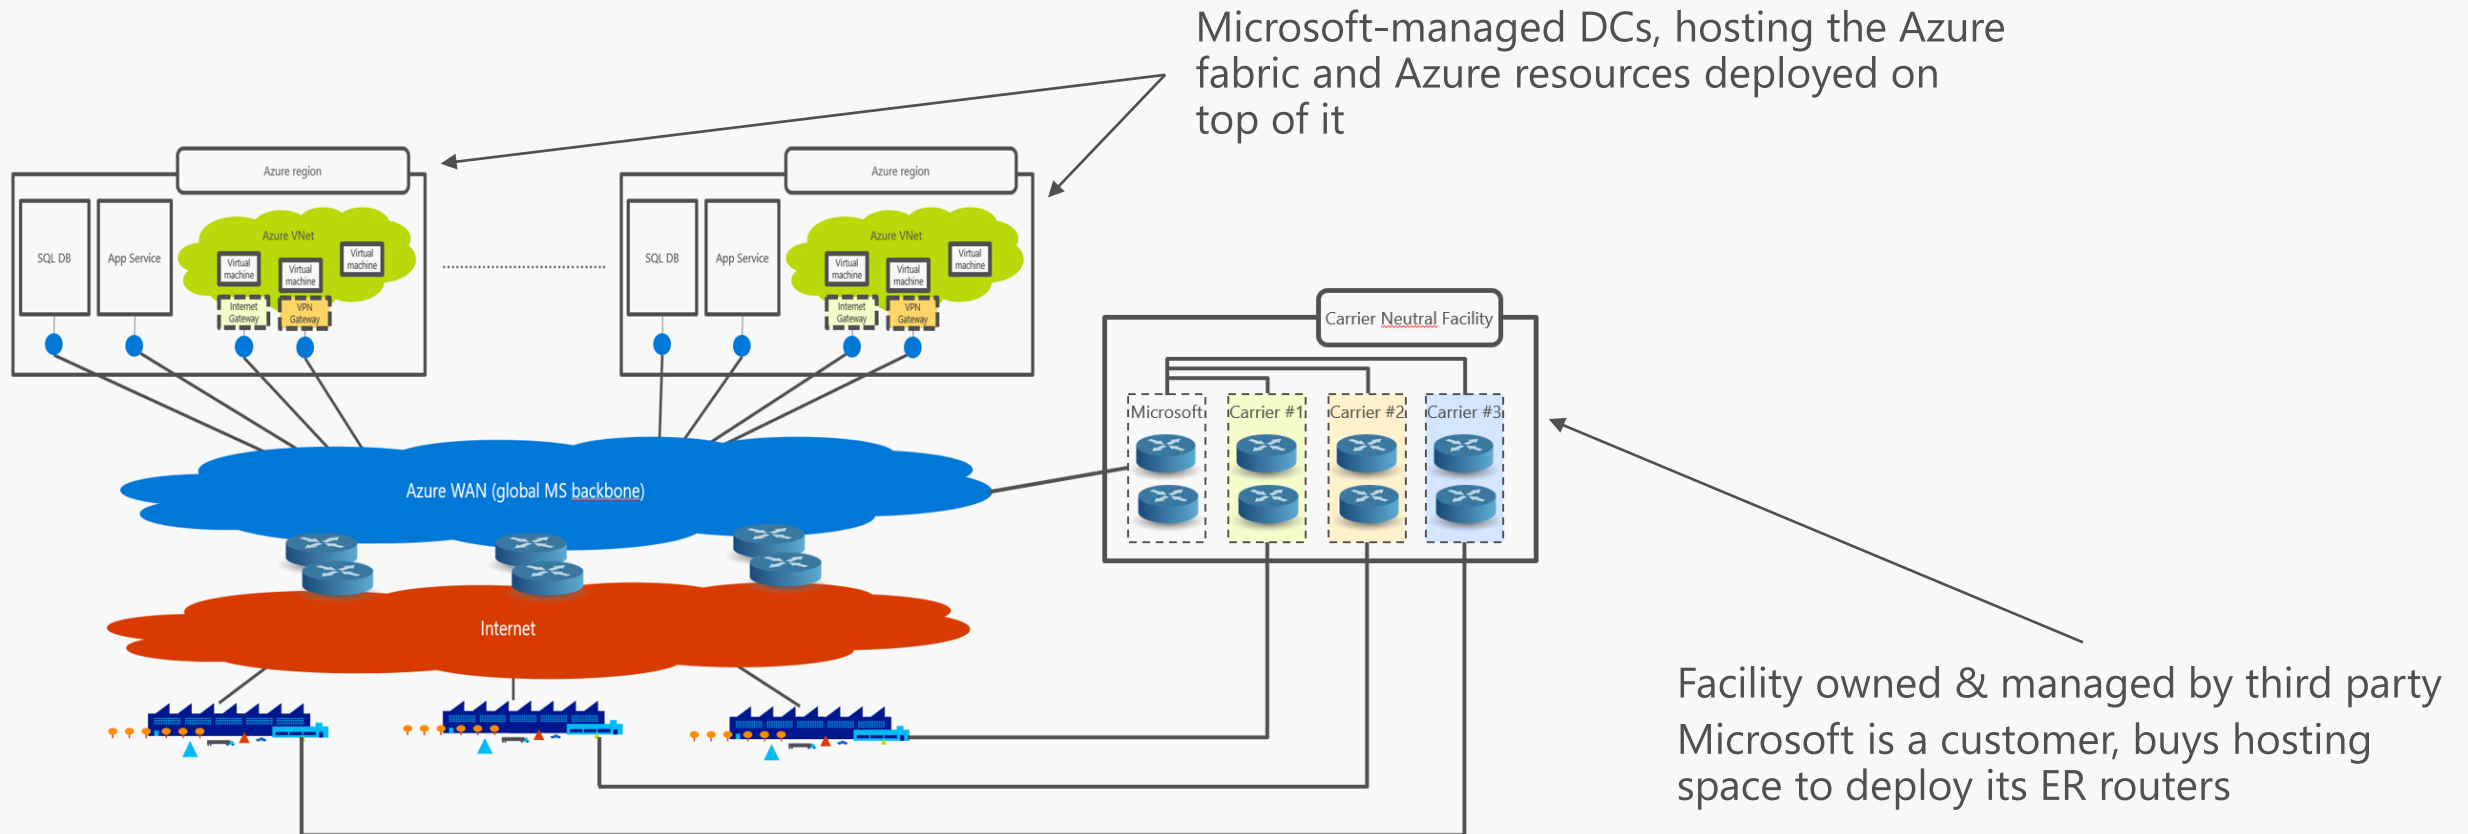 Microsoft-managed DCs, hosting the Azure
fabric and Azure resources deployed on
top of it
Azure region
SQL DB
App Service
Azure VNet
Virtual
machine
Virtual
machine
Virtual
machine
Internet
Gateway
VPN
Gateway
Azure region
SQL DB
App Service
Azure VNet
Virtual
machine
Virtual
machine
Virtual
machine
Internet
Gateway
VPN
Gateway
Carrier Neutral Facility
Microsoft
Carrier #1
Carrier #2
Carrier #3
Azure WAN (global MS backbone)
Internet
Facility owned & managed by third party
Microsoft is a customer, buys hosting
space to deploy its ER routers